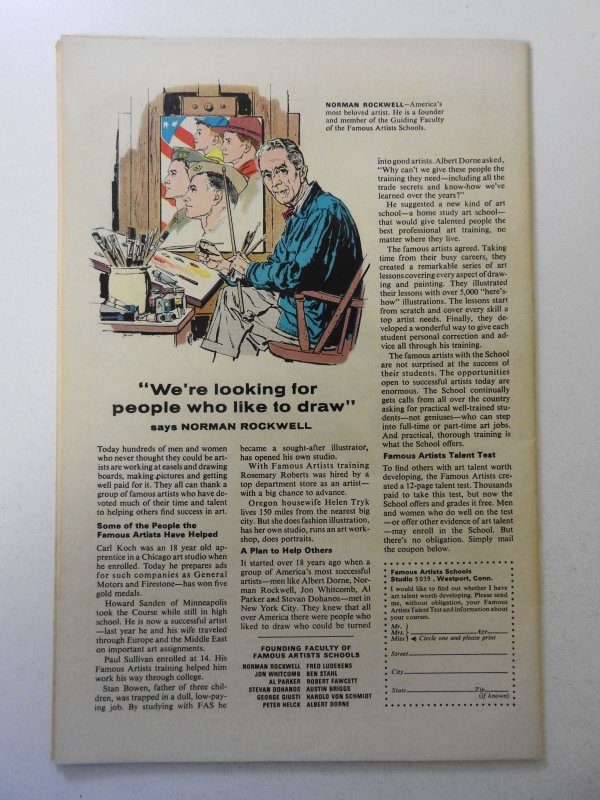 NORMAN ROCKWELL—America's
most beloved artist. He is a founder
and member of the Guiding Faculty
of the Famous Artists Schools.
"We're looking for
people who like to draw"
says NORMAN ROCKWELL
Today hundreds of men and women
who never thought they could be art-
ists are working at easels and drawing
boards, making pictures and getting
well paid for it. They all can thank a
group of famous artists who have de-
voted much of their time and talent
to helping others find success in art.
Some of the People the
Famous Artists Have Helped
Carl Koch was an 18 year old ap-
prentice in a Chicago art studio when
he enrolled. Today he prepares ads
for such companies as General
Motors and Firestone—has won five
gold medals.
Howard Sanden of Minneapolis
took the Course while still in high
school. He is now a successful artist
—last year he and his wife traveled
through Europe and the Middle East
on important art assignments.
Paul Sullivan enrolled at 14. His
Famous Artists training helped him
work his way through college.
Stan Bowen, father of three chil-
dren, was trapped in a dull, low-pay-
ing job. By studying with FAS he
became a sought-after illustrator,
has opened his own studio.
With Famous Artists training
Rosemary Roberts was hired by a
top department store as an artist—
with a big chance to advance.
Oregon housewife Helen Tryk
lives 150 miles from the nearest big
city. But she does fashion illustration,
has her own studio, runs an art work-
shop, does portraits.
A Plan to Help Others
It started over 18 years ago when a
group of America's most successful
artists—men like Albert Dorne, Nor-
man Rockwell, Jon Whitcomb, Al
Parker and Stevan Dohanos—met in
New York City. They knew that all
over America there were people who
liked to draw who could be turned
FOUNDING FACULTY OF
FAMOUS ARTISTS SCHOOLS
NORMAN ROCKWELL FRED LUDEKENS
JON WHITCOMB BEN STAHL
AL PARKER ROBERT FAWCETT
STEVAN DOHANOS AUSTIN BRIGGS
GEORGE GIUSTI HAROLD VON SCHMIDT
PETER HELCK ALBERT DORNE
into good artists. Albert Dorne asked,
"Why can't we give these people the
training they need—including all the
trade secrets and know-how we've
learned over the years?"
He suggested a new kind of art
school—a home study art school—
that would give talented people the
best professional art training, no
matter where they live.
The famous artists agreed. Taking
time from their busy careers, they
created a remarkable series of art
lessons covering every aspect of draw-
ing and painting. They illustrated
their lessons with over 5,000 "here's-
how" illustrations. The lessons start
from scratch and cover every skill a
top artist needs. Finally, they de-
veloped a wonderful way to give each
student personal correction and ad-
vice all through his training.
The famous artists with the School
are not surprised at the success of
their students. The opportunities
open to successful artists today are
enormous. The School continually
gets calls from all over the country
asking for practical well-trained stu-
dents—not geniuses—who can step
into full-time or part-time art jobs.
And practical, thorough training is
what the School offers.
Famous Artists Talent Test
To find others with art talent worth
developing, the Famous Artists cre-
ated a 12-page talent test. Thousands
paid to take this test, but now the
School offers and grades it free. Men
and women who do well on the test
—or offer other evidence of art talent
—may enroll in the School. But
there's no obligation. Simply mail
the coupon below.
Famous Artists Schools
Studio 5039, Westport, Conn.
I would like to find out whether I have
art talent worth developing. Please send
me, without obligation, your Famous
Artists Talent Test and information about
your courses.
Mr.
Mrs. Age
Miss Circle one and please print
Street
City
State Zip
(if known)